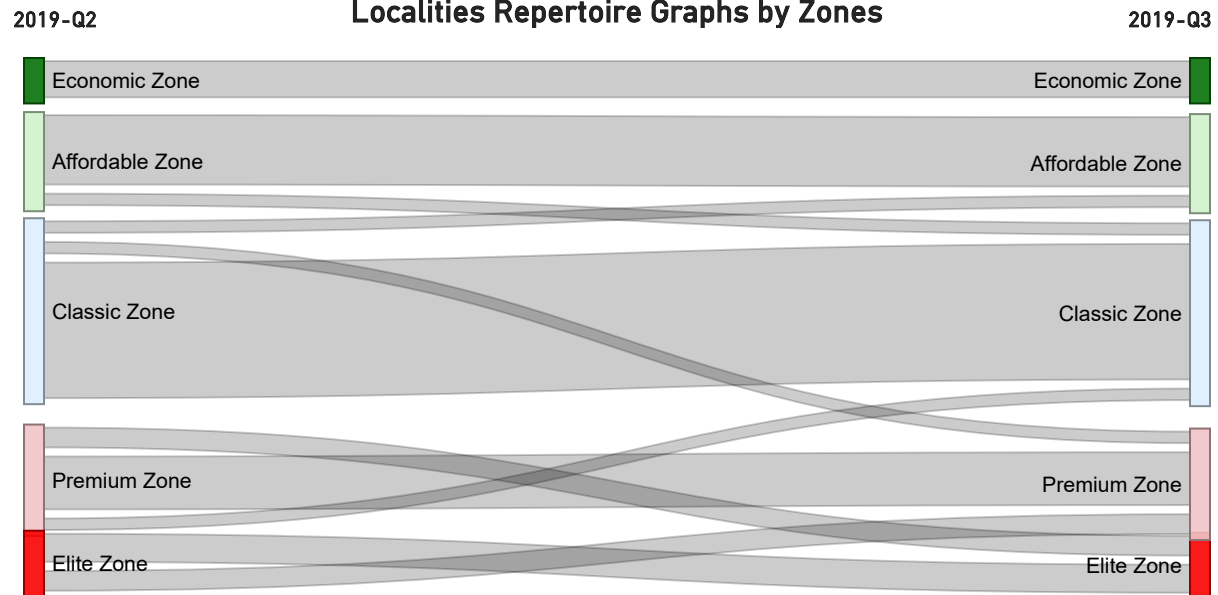 Localities Repertoire Graphs by Zones
2019-Q2 2019-Q3
Economic Zone Economic Zone
Affordable Zone Affordable Zone
Classic Zone Classic Zone
Premium Zone Premium Zone
Elite Zone Elite Zone